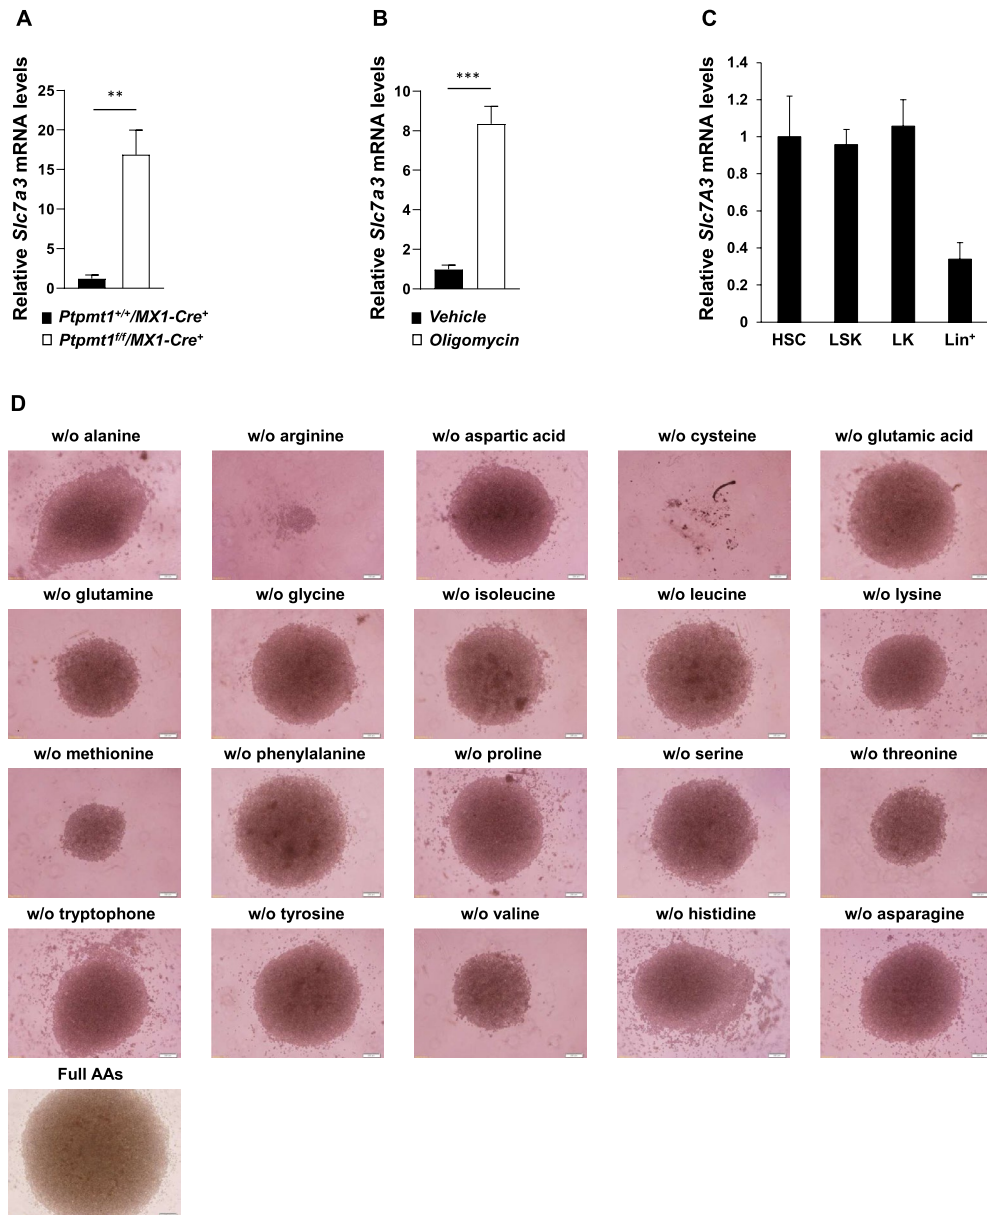 A
B
C
Relative Slc7a3 mRNA levels
25
20
15
10
5
0
**
Ptpmt1+/+/MX1-Cre+
Ptpmt1f/f/MX1-Cre+
Relative Slc7a3 mRNA levels
10
8
6
4
2
0
***
Vehicle
Oligomycin
Relative Slc7A3 mRNA levels
1.4
1.2
1
0.8
0.6
0.4
0.2
0
HSC LSK LK Lin+
D
w/o alanine w/o arginine w/o aspartic acid w/o cysteine w/o glutamic acid
w/o glutamine w/o glycine w/o isoleucine w/o leucine w/o lysine
w/o methionine w/o phenylalanine w/o proline w/o serine w/o threonine
w/o tryptophone w/o tyrosine w/o valine w/o histidine w/o asparagine
Full AAs